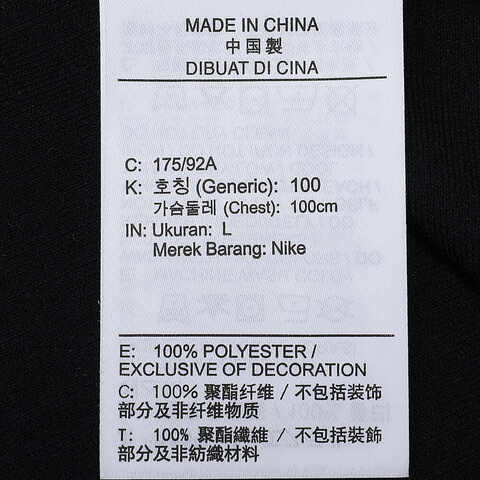 MADE IN CHINA
中国製
DIBUAT DI CINA
C: 175/92A
K: 호칭 (Generic): 100
가슴둘레 (Chest): 100cm
IN: Ukuran: L
Merek Barang: Nike
E: 100% POLYESTER /
EXCLUSIVE OF DECORATION
C: 100% 聚酯纤维 / 不包括装饰
部分及非纤维物质
T: 100% 聚酯纖維 / 不包括裝飾
部分及非紡織材料